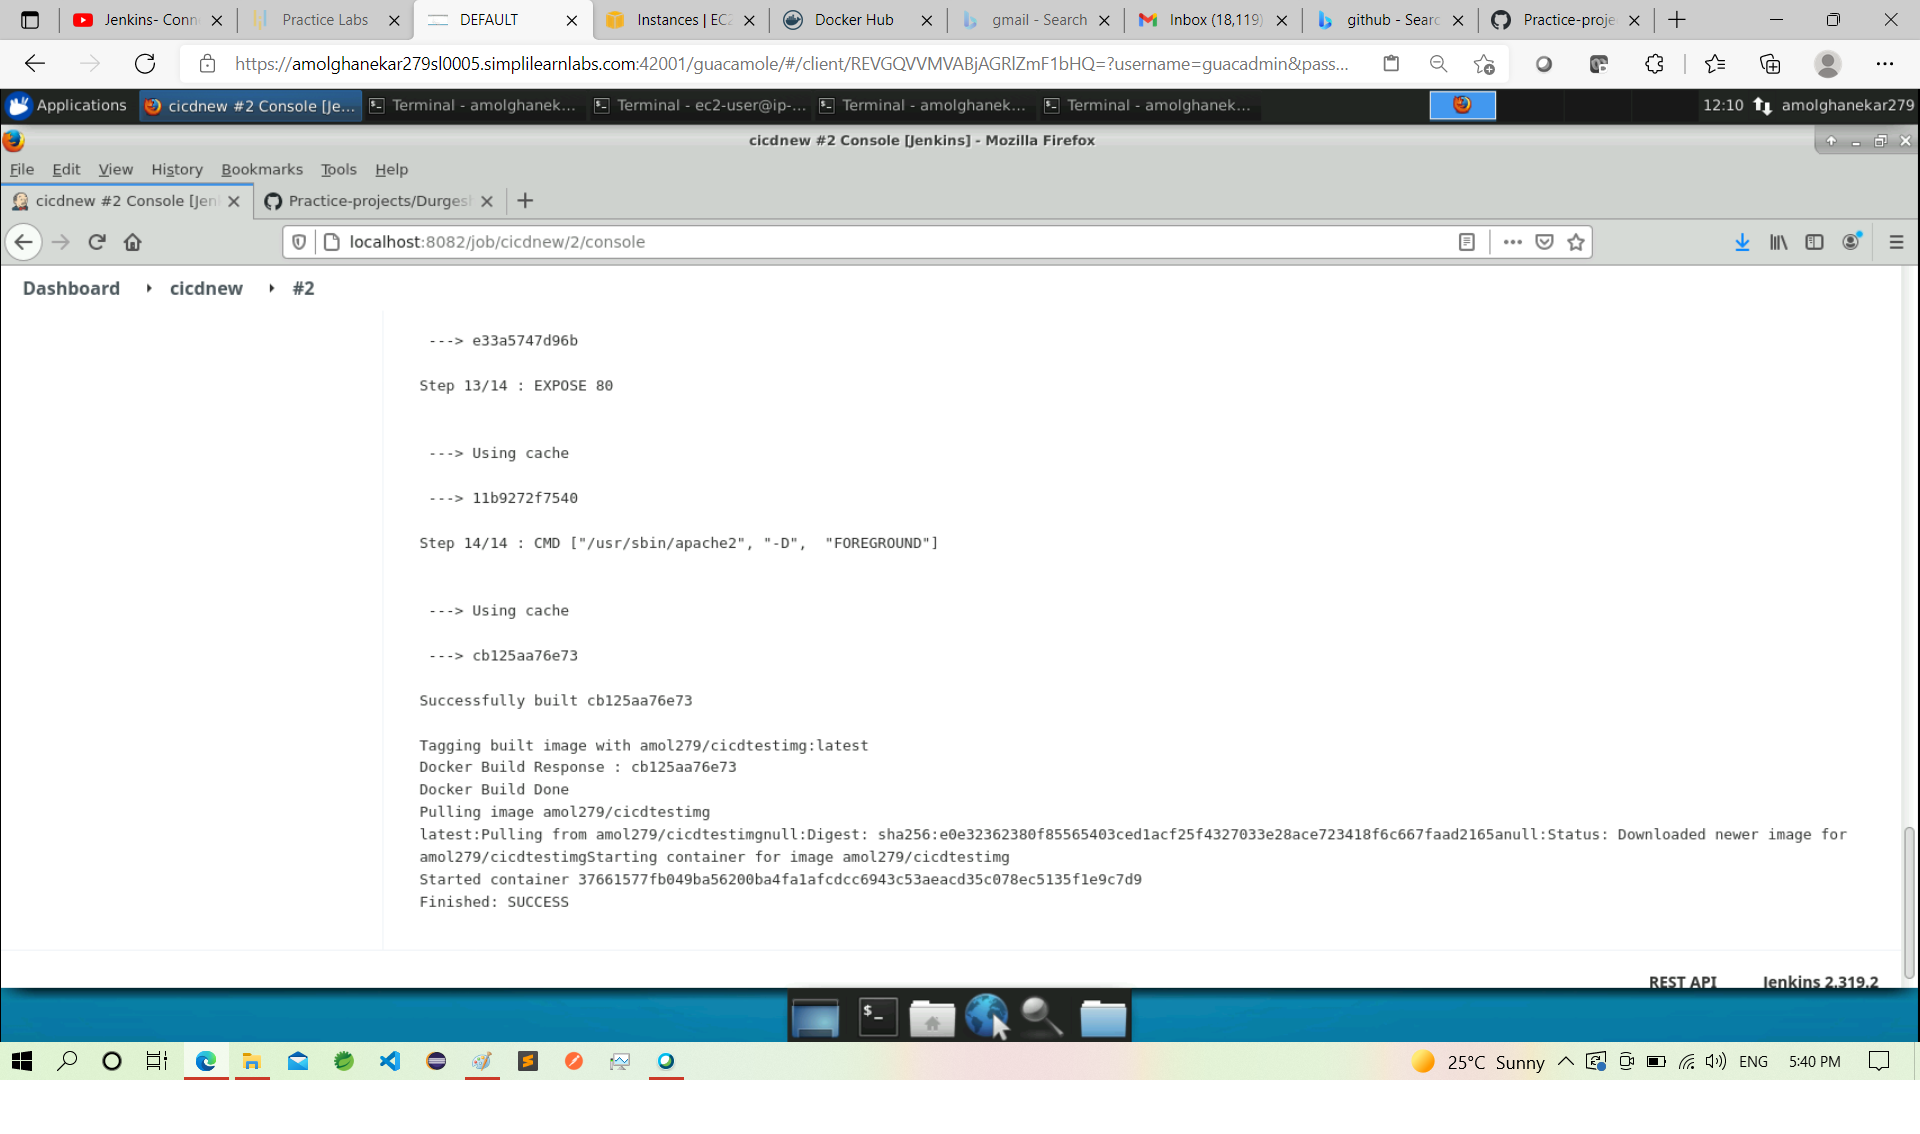 Jenkins- Conn
Practice Labs
DEFAULT
Instances | EC2
Docker Hub
gmail - Search
Inbox (18,119)
github - Searc
Practice-proje
https://amolghanekar279sl0005.simplilearnlabs.com:42001/guacamole/#/client/REVGQVVMVABjAGRlZmF1bHQ=?username=guacadmin&pass...
Applications
cicdnew #2 Console [Je...
Terminal - amolghanek...
Terminal - ec2-user@ip-...
Terminal - amolghanek...
Terminal - amolghanek...
12:10
amolghanekar279
cicdnew #2 Console [Jenkins] - Mozilla Firefox
File Edit View History Bookmarks Tools Help
cicdnew #2 Console [Jen
Practice-projects/Durges
localhost:8082/job/cicdnew/2/console
Dashboard
cicdnew
#2
---> e33a5747d96b
Step 13/14 : EXPOSE 80
---> Using cache
---> 11b9272f7540
Step 14/14 : CMD ["/usr/sbin/apache2", "-D",  "FOREGROUND"]
---> Using cache
---> cb125aa76e73
Successfully built cb125aa76e73
Tagging built image with amol279/cicdtestimg:latest
Docker Build Response : cb125aa76e73
Docker Build Done
Pulling image amol279/cicdtestimg
latest:Pulling from amol279/cicdtestimgnull:Digest: sha256:e0e32362380f85565403ced1acf25f4327033e28ace723418f6c667faad2165anull:Status: Downloaded newer image for
amol279/cicdtestimgStarting container for image amol279/cicdtestimg
Started container 37661577fb049ba56200ba4fa1afcdcc6943c53aeacd35c078ec5135f1e9c7d9
Finished: SUCCESS
REST API
Jenkins 2.319.2
25°C Sunny
ENG
5:40 PM